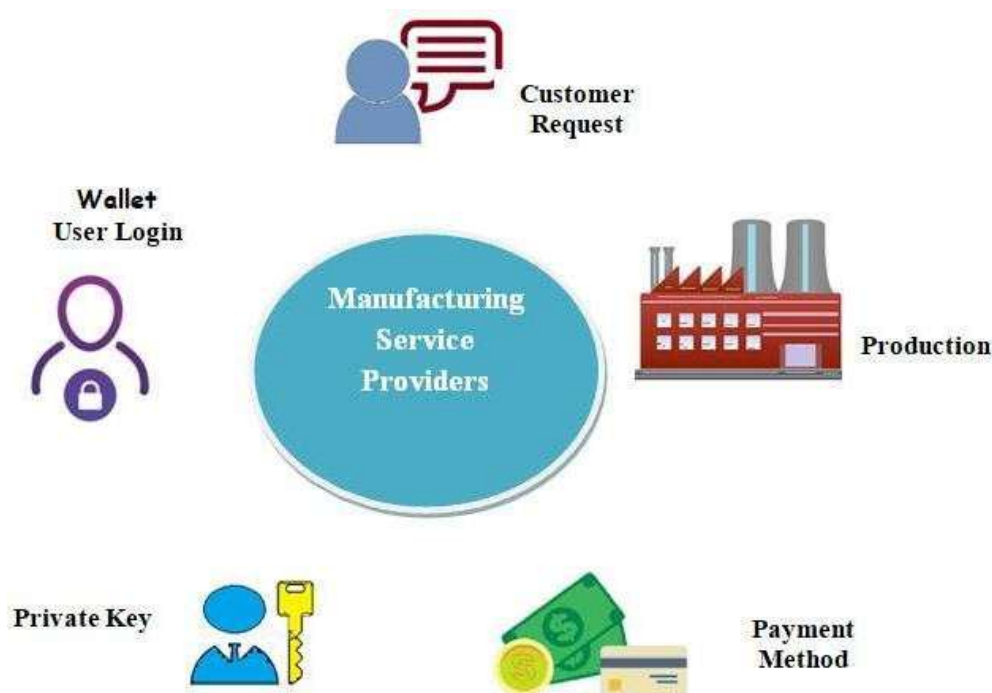 Customer
Request
Wallet
User Login
Manufacturing
Service
Providers
Production
Private Key
Payment
Method